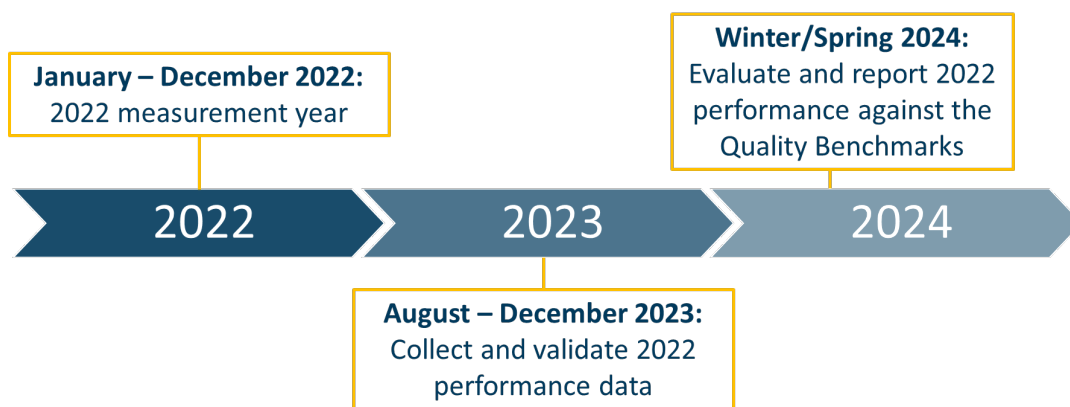 January – December 2022:
2022 measurement year
Winter/Spring 2024:
Evaluate and report 2022
performance against the
Quality Benchmarks
2022
2023
2024
August – December 2023:
Collect and validate 2022
performance data